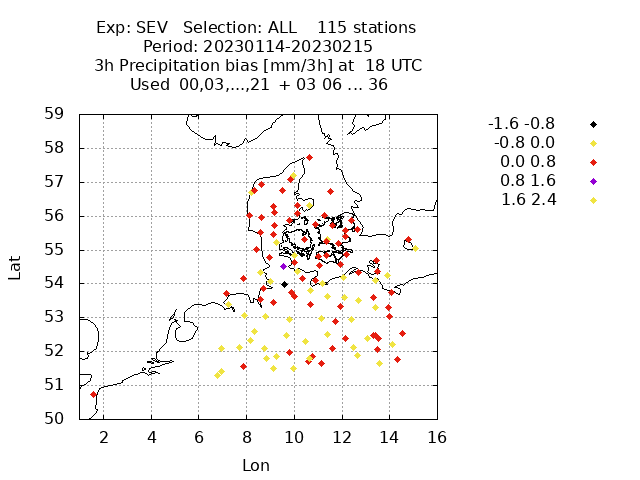 Exp: SEV   Selection: ALL    115 stations
Period: 20230114-20230215
3h Precipitation bias [mm/3h] at  18 UTC
Used  00,03,...,21  + 03 06 ... 36
59
58
57
56
55
54
53
52
51
50
Lat
2 4 6 8 10 12 14 16
Lon
-1.6 -0.8
-0.8 0.0
0.0 0.8
0.8 1.6
1.6 2.4